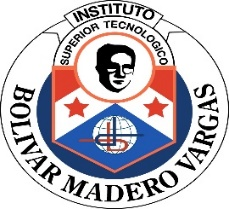 INSTITUTO
SUPERIOR TECNOLOGICO
BOLIVAR MADERO VARGAS